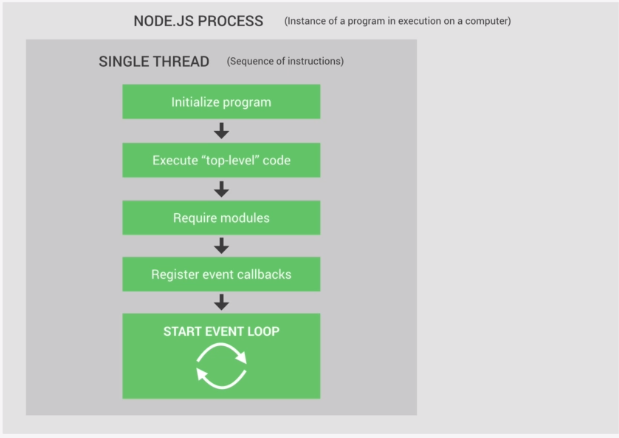 NODE.JS PROCESS (Instance of a program in execution on a computer)
SINGLE THREAD (Sequence of instructions)
Initialize program
Execute “top-level” code
Require modules
Register event callbacks
START EVENT LOOP